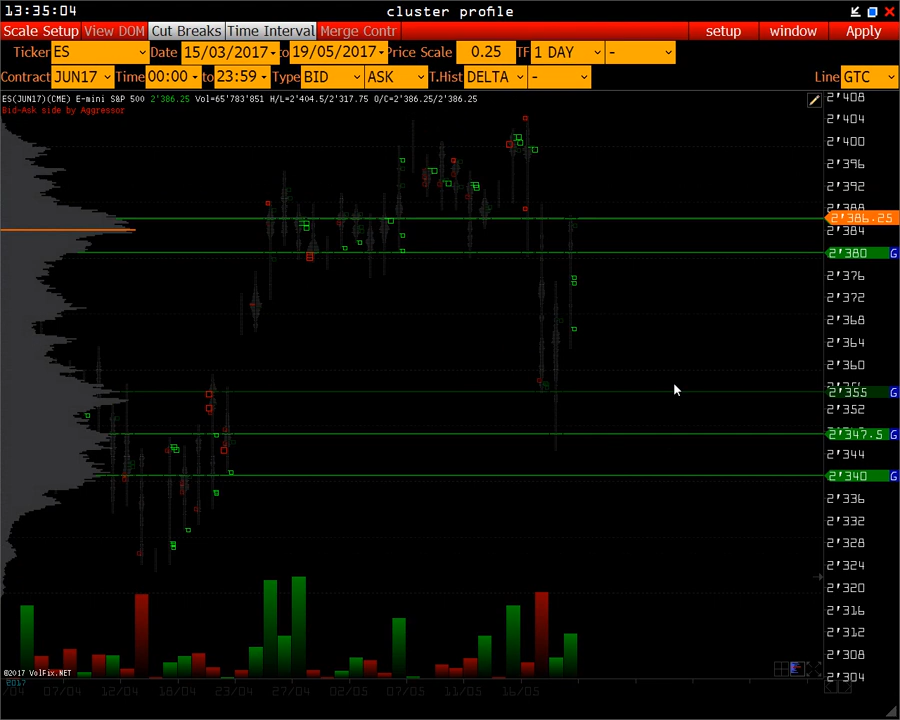 13:35:04 cluster profile
Scale Setup View DOM Cut Breaks Time Interval Merge Contr setup window Apply
Ticker ES Date 15/03/2017 to 19/05/2017 Price Scale 0.25 TF 1 DAY -
Contract JUN17 Time 00:00 to 23:59 Type BID ASK T.Hist DELTA - Line GTC
ES(JUN17)(CME) E-mini S&P 500 2'386.25 Vol=65'783'851 H/L=2'404.5/2'317.75 O/C=2'386.25/2'386.25
Bid-Ask side by Aggressor
2'408
2'404
2'400
2'396
2'392
2'388
2'386.25
2'384
2'380 G
2'376
2'372
2'368
2'364
2'360
2'355 G
2'352
2'347.5 G
2'344
2'340 G
2'336
2'332
2'328
2'324
2'320
2'316
2'312
2'308
2'304
©2017 VolFix.NET
2017
/04 07/04 12/04 18/04 23/04 27/04 02/05 07/05 11/05 16/05